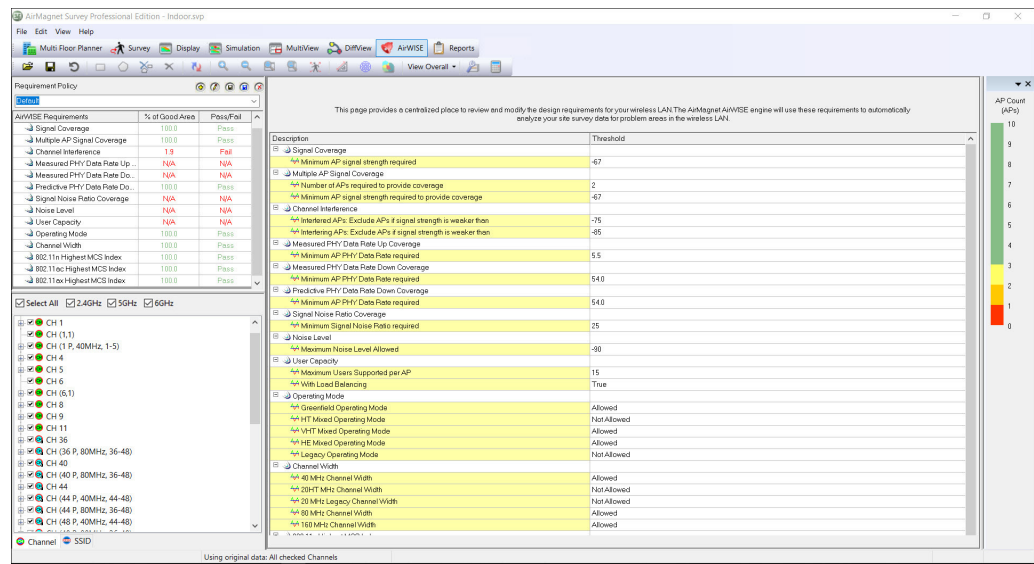 AirMagnet Survey Professional Edition - Indoor.svp
File Edit View Help
Multi Floor Planner Survey Display Simulation MultiView DiffView AirWISE Reports
View Overall
Requirement Policy
Default
AirWISE Requirements % of Good Area Pass/Fail
Signal Coverage 100.0 Pass
Multiple AP Signal Coverage 100.0 Pass
Channel Interference 1.9 Fail
Measured PHY Data Rate Up ... N/A N/A
Measured PHY Data Rate Do... N/A N/A
Predictive PHY Data Rate Do... 100.0 Pass
Signal Noise Ratio Coverage N/A N/A
Noise Level N/A N/A
User Capacity N/A N/A
Operating Mode 100.0 Pass
Channel Width 100.0 Pass
802.11n Highest MCS Index 100.0 Pass
802.11ac Highest MCS Index 100.0 Pass
802.11ax Highest MCS Index 100.0 Pass
Select All 2.4GHz 5GHz 6GHz
CH 1
CH (1,1)
CH (1 P, 40MHz, 1-5)
CH 4
CH 5
CH 6
CH (6,1)
CH 8
CH 9
CH 11
CH 36
CH (36 P, 80MHz, 36-48)
CH 40
CH (40 P, 80MHz, 36-48)
CH 44
CH (44 P, 40MHz, 44-48)
CH (44 P, 80MHz, 36-48)
CH (48 P, 40MHz, 44-48)
Channel SSID
This page provides a centralized place to review and modify the design requirements for your wireless LAN.The AirMagnet AirWISE engine will use these requirements to automatically
analyze your site survey data for problem areas in the wireless LAN.
Description Threshold
Signal Coverage
Minimum AP signal strength required -67
Multiple AP Signal Coverage
Number of APs required to provide coverage 2
Minimum AP signal strength required to provide coverage -67
Channel Interference
Interfered APs: Exclude APs if signal strength is weaker than -75
Interfering APs: Exclude APs if signal strength is weaker than -85
Measured PHY Data Rate Up Coverage
Minimum AP PHY Data Rate required 5.5
Measured PHY Data Rate Down Coverage
Minimum AP PHY Data Rate required 54.0
Predictive PHY Data Rate Down Coverage
Minimum AP PHY Data Rate required 54.0
Signal Noise Ratio Coverage
Minimum Signal Noise Ratio required 25
Noise Level
Maximum Noise Level Allowed -90
User Capacity
Maximum Users Supported per AP 15
With Load Balancing True
Operating Mode
Greenfield Operating Mode Allowed
HT Mixed Operating Mode Not Allowed
VHT Mixed Operating Mode Allowed
HE Mixed Operating Mode Allowed
Legacy Operating Mode Not Allowed
Channel Width
40 MHz Channel Width Allowed
20HT MHz Channel Width Not Allowed
20 MHz Legacy Channel Width Not Allowed
80 MHz Channel Width Allowed
160 MHz Channel Width Allowed
AP Count
(APs)
10
9
8
7
6
5
4
3
2
1
0
Using original data: All checked Channels